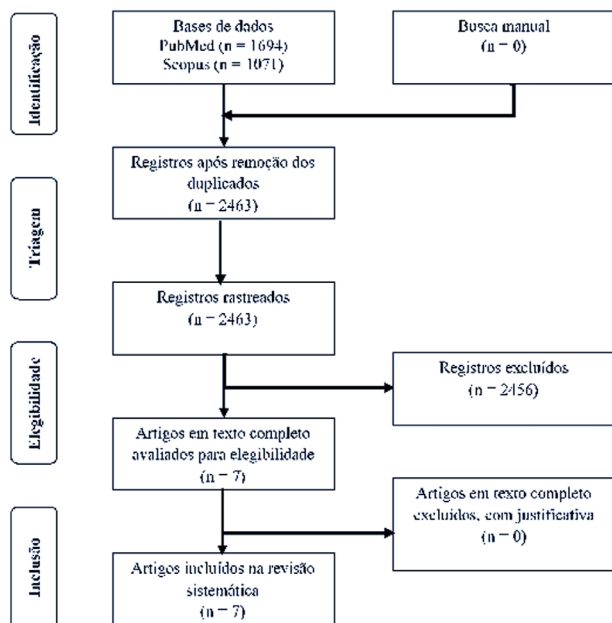 Identificação
Bases de dados
PubMed (n = 1694)
Scopus (n = 1071)
Busca manual
(n = 0)
Registros após remoção dos
duplicados
(n = 2463)
Triagem
Registros rastreados
(n = 2463)
Elegibilidade
Registros excluídos
(n = 2456)
Artigos em texto completo
avaliados para elegibilidade
(n = 7)
Artigos em texto completo
excluídos, com justificativa
(n = 0)
Inclusão
Artigos incluídos na revisão
sistemática
(n = 7)